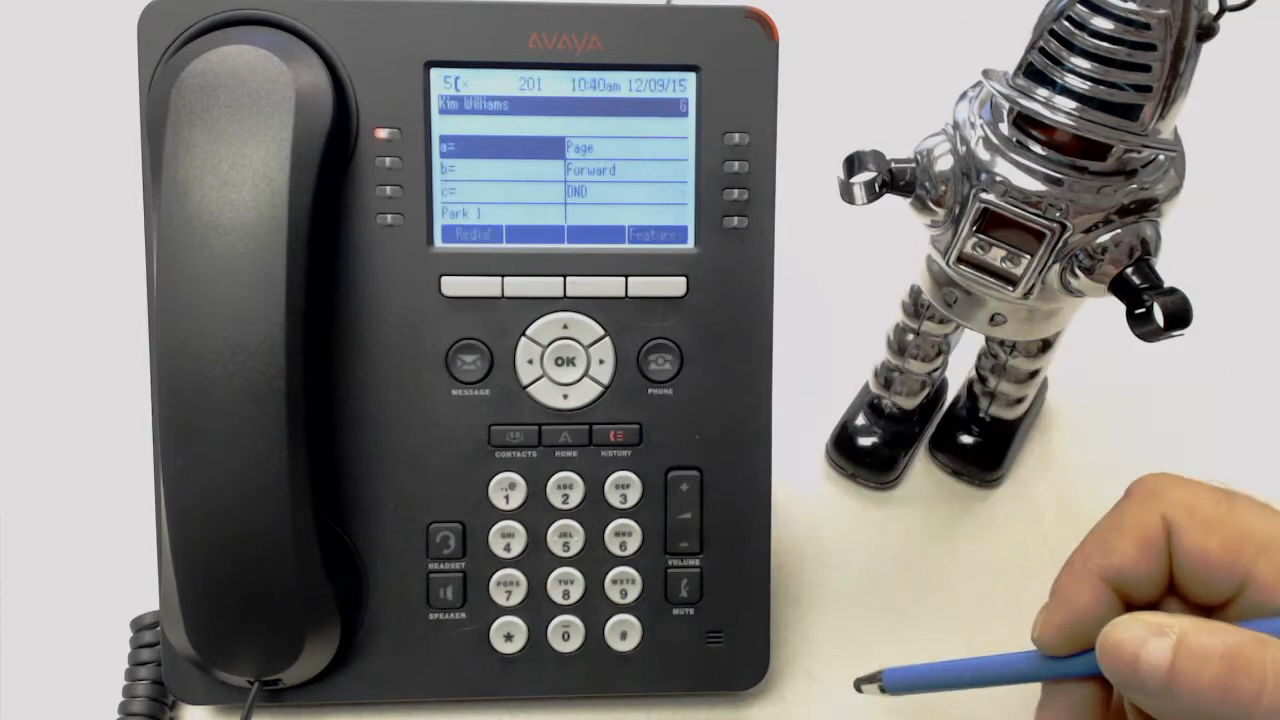 AVAYA
5 201 10:40am 12/09/15
Kim Williams G
a= Page
b= Forward
c= DND
Park 1
Redial Features
OK
MESSAGE PHONE
CONTACTS HOME HISTORY
.,@ ABC DEF
1 2 3
GHI JKL MNO
4 5 6
HEADSET VOLUME
PQRS TUV WXYZ
7 8 9
SPEAKER MUTE
* 0 #